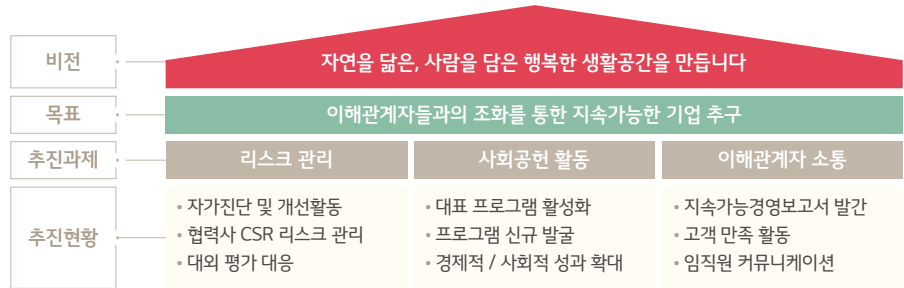 비전
자연을 닮은, 사람을 담은 행복한 생활공간을 만듭니다
목표
이해관계자들과의 조화를 통한 지속가능한 기업 추구
추진과제
리스크 관리
사회공헌 활동
이해관계자 소통
추진현황
• 자가진단 및 개선활동
• 협력사 CSR 리스크 관리
• 대외 평가 대응
• 대표 프로그램 활성화
• 프로그램 신규 발굴
• 경제적 / 사회적 성과 확대
• 지속가능경영보고서 발간
• 고객 만족 활동
• 임직원 커뮤니케이션